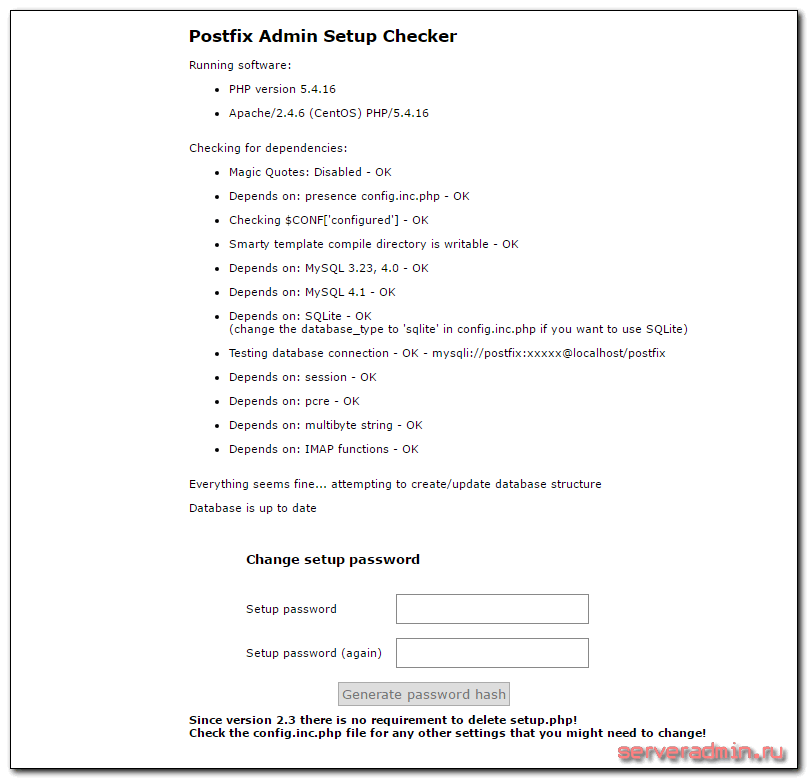 Postfix Admin Setup Checker
Running software:
PHP version 5.4.16
Apache/2.4.6 (CentOS) PHP/5.4.16
Checking for dependencies:
Magic Quotes: Disabled - OK
Depends on: presence config.inc.php - OK
Checking $CONF['configured'] - OK
Smarty template compile directory is writable - OK
Depends on: MySQL 3.23, 4.0 - OK
Depends on: MySQL 4.1 - OK
Depends on: SQLite - OK
(change the database_type to 'sqlite' in config.inc.php if you want to use SQLite)
Testing database connection - OK - mysqli://postfix:xxxxx@localhost/postfix
Depends on: session - OK
Depends on: pcre - OK
Depends on: multibyte string - OK
Depends on: IMAP functions - OK
Everything seems fine... attempting to create/update database structure
Database is up to date
Change setup password
Setup password
Setup password (again)
Generate password hash
Since version 2.3 there is no requirement to delete setup.php!
Check the config.inc.php file for any other settings that you might need to change!
serveradmin.ru